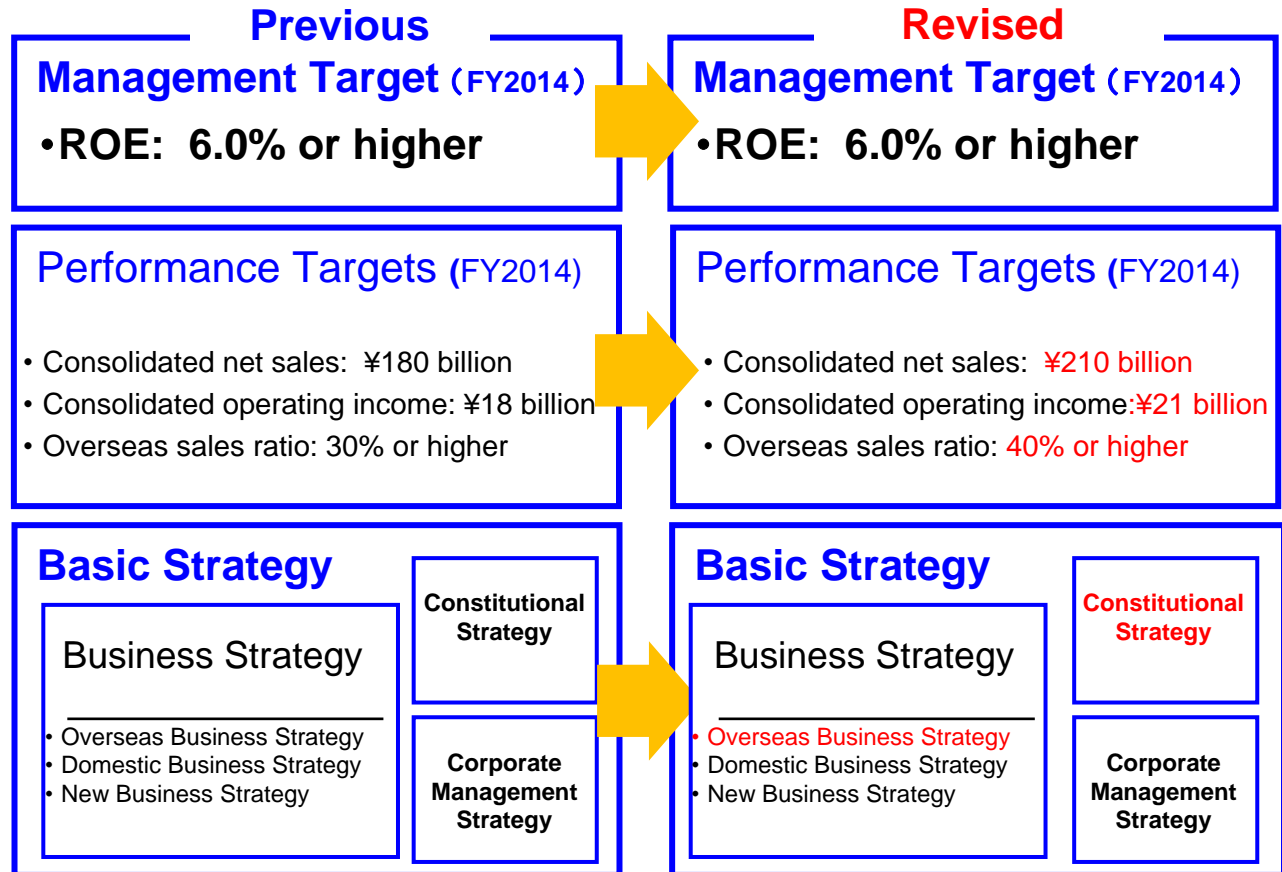 Previous
Management Target（FY2014）
•ROE: 6.0% or higher
Performance Targets (FY2014)
• Consolidated net sales: ¥180 billion
• Consolidated operating income: ¥18 billion
• Overseas sales ratio: 30% or higher
Basic Strategy
Business Strategy
• Overseas Business Strategy
• Domestic Business Strategy
• New Business Strategy
Constitutional
Strategy
Corporate
Management
Strategy
Revised
Management Target（FY2014）
•ROE: 6.0% or higher
Performance Targets (FY2014)
• Consolidated net sales: ¥210 billion
• Consolidated operating income:¥21 billion
• Overseas sales ratio: 40% or higher
Basic Strategy
Business Strategy
• Overseas Business Strategy
• Domestic Business Strategy
• New Business Strategy
Constitutional
Strategy
Corporate
Management
Strategy